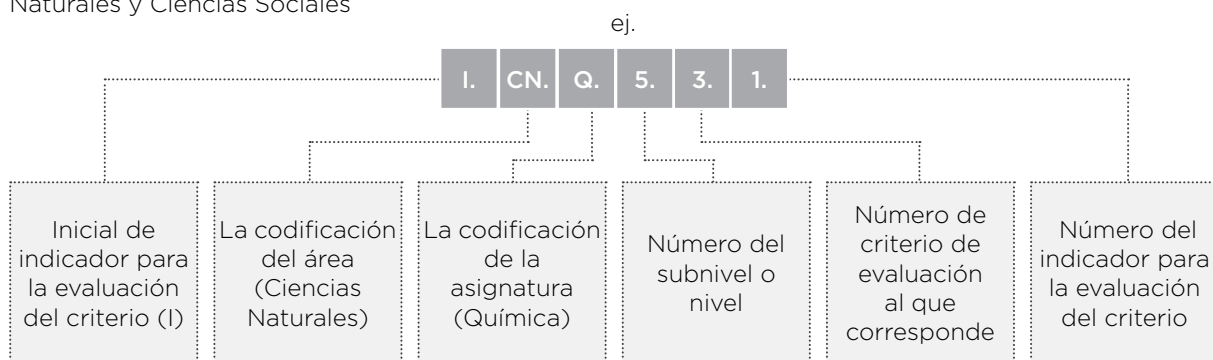 Naturales y Ciencias Sociales
ej.
I. CN. Q. 5. 3. 1.
Inicial de
indicador para
la evaluación
del criterio (I)
La codificación
del área
(Ciencias
Naturales)
La codificación
de la
asignatura
(Química)
Número del
subnivel o
nivel
Número de
criterio de
evaluación
al que
corresponde
Número del
indicador para
la evaluación
del criterio